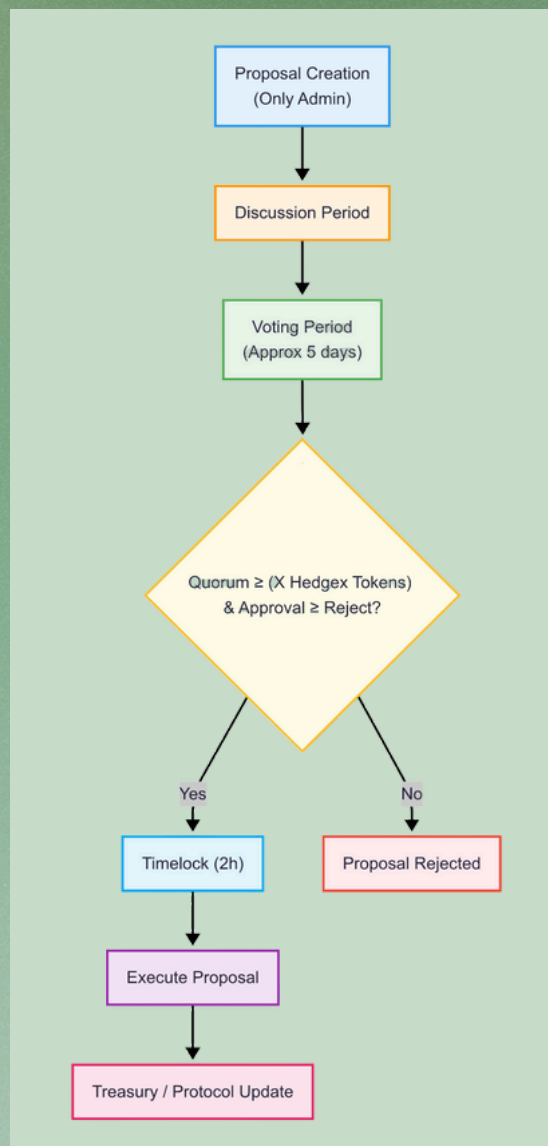 Proposal Creation
(Only Admin)
Discussion Period
Voting Period
(Approx 5 days)
Quorum ≥ (X Hedgex Tokens)
& Approval ≥ Reject?
Yes
No
Timelock (2h)
Proposal Rejected
Execute Proposal
Treasury / Protocol Update